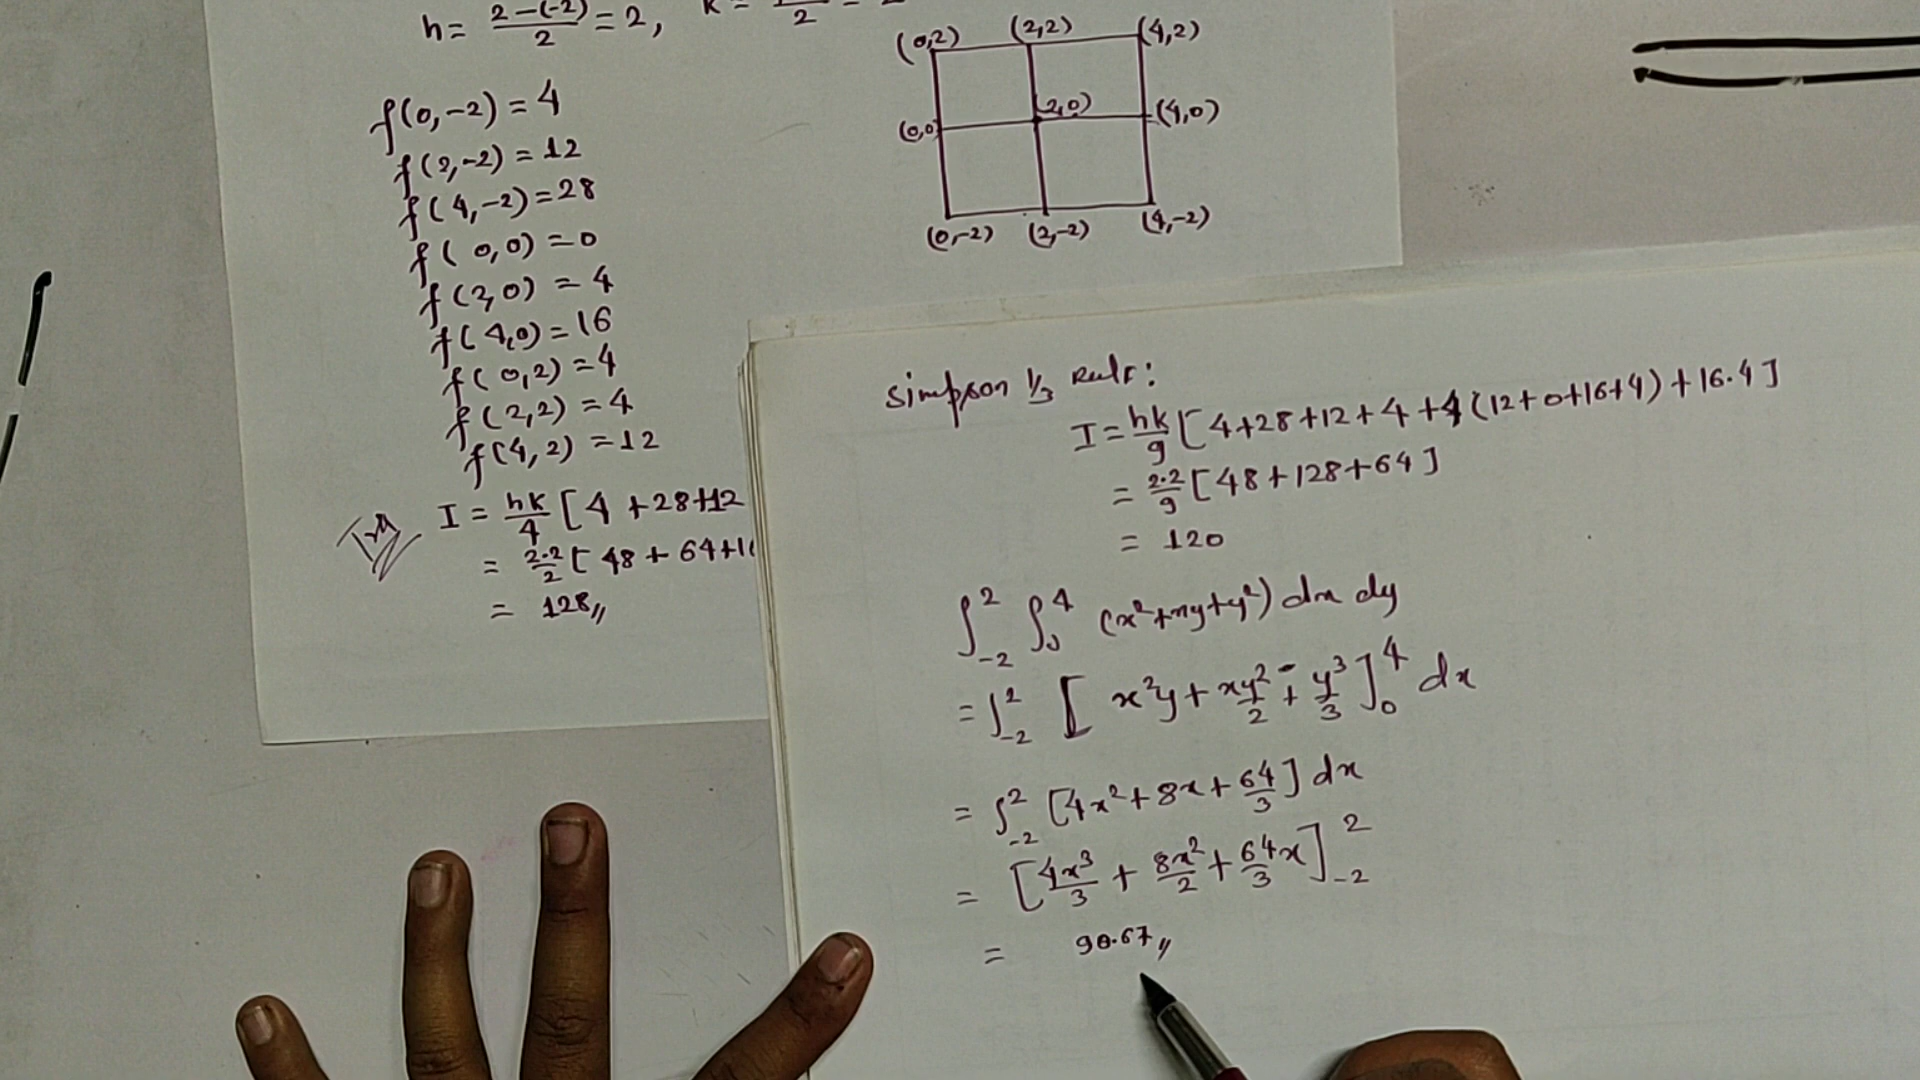 h = 2-(-2)/2 = 2,
f(0,-2) = 4
f(2,-2) = 12
f(4,-2) = 28
f(0,0) = 0
f(2,0) = 4
f(4,0) = 16
f(0,2) = 4
f(2,2) = 4
f(4,2) = 12
I = hk/4 [4 + 28 + 12
= 2·2/2 [48 + 64 + 1
= 128//
(0,2) (2,2) (4,2)
(0,0 (2,0) (4,0)
(0,-2) (2,-2) (4,-2)
Simpson 1/3 Rule:
I = hk/9 [4+28+12+4+4(12+0+16+4)+16·4]
= 2·2/9 [48+128+64]
= 120
∫₋₂² ∫₀⁴ (x²+xy+y²) dx dy
= ∫₋₂² [x²y + xy²/2 + y³/3]₀⁴ dx
= ∫₋₂² [4x²+8x+64/3] dx
= [4x³/3 + 8x²/2 + 64/3x]₋₂²
= 90.67//